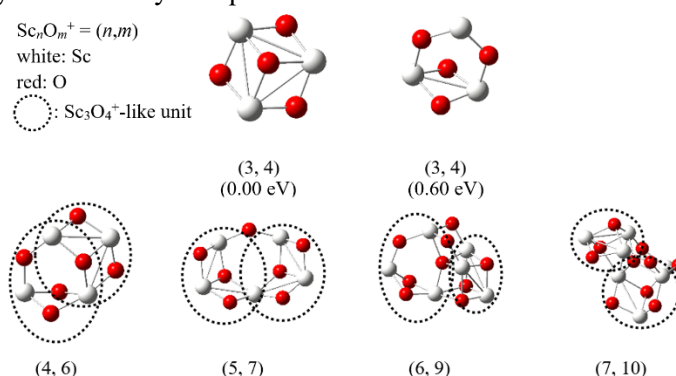 ScₙOₘ⁺ = (n,m)
white: Sc
red: O
: Sc₃O₄⁺-like unit
(3, 4)
(0.00 eV)
(3, 4)
(0.60 eV)
(4, 6)
(5, 7)
(6, 9)
(7, 10)